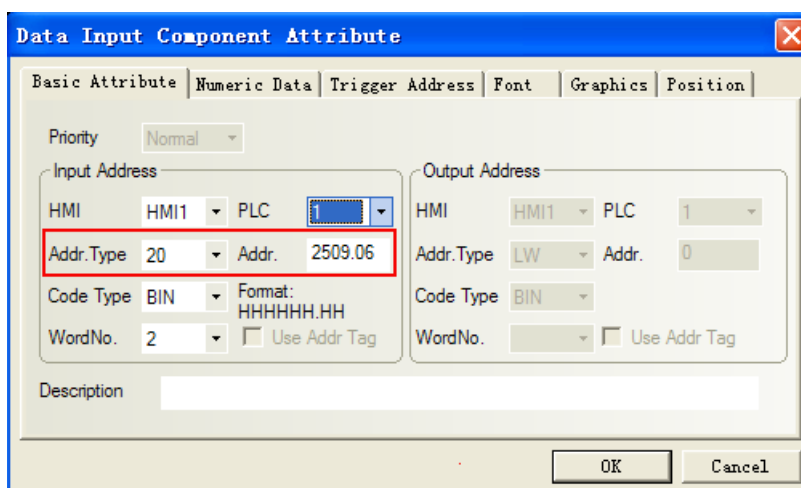 Data Input Component Attribute
Basic Attribute Numeric Data Trigger Address Font Graphics Position
Priority Normal
Input Address
HMI HMI1 PLC 1
Addr.Type 20 Addr. 2509.06
Code Type BIN Format:
HHHHHH.HH
WordNo. 2 Use Addr Tag
Output Address
HMI HMI1 PLC 1
Addr.Type LW Addr. 0
Code Type BIN
WordNo. Use Addr Tag
Description
OK Cancel